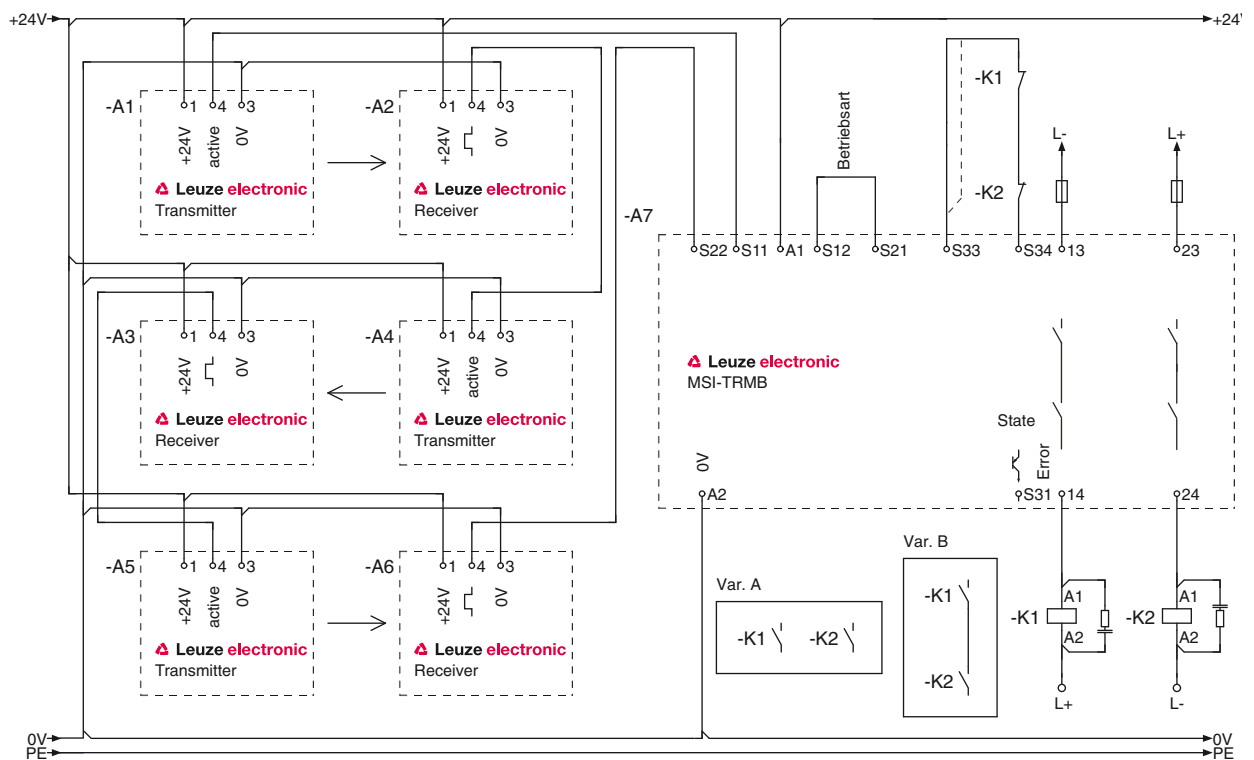 +24V +24V
-A1 1 4 3 -A2 1 4 3
+24V active 0V +24V 0V
Leuze electronic Leuze electronic
Transmitter Receiver
-A3 1 4 3 -A4 1 4 3
+24V 0V +24V active 0V
Leuze electronic Leuze electronic
Receiver Transmitter
-A5 1 4 3 -A6 1 4 3
+24V active 0V +24V 0V
Leuze electronic Leuze electronic
Transmitter Receiver
Betriebsart
-K1
-K2
L- L+
-A7
S22 S11 A1 S12 S21 S33 S34 13 23
Leuze electronic
MSI-TRMB
State
Error
0V
A2 S31 14 24
Var. A
-K1 -K2
Var. B
-K1
-K2
A1 A1
-K1 -K2
A2 A2
L+ L-
0V 0V
PE PE